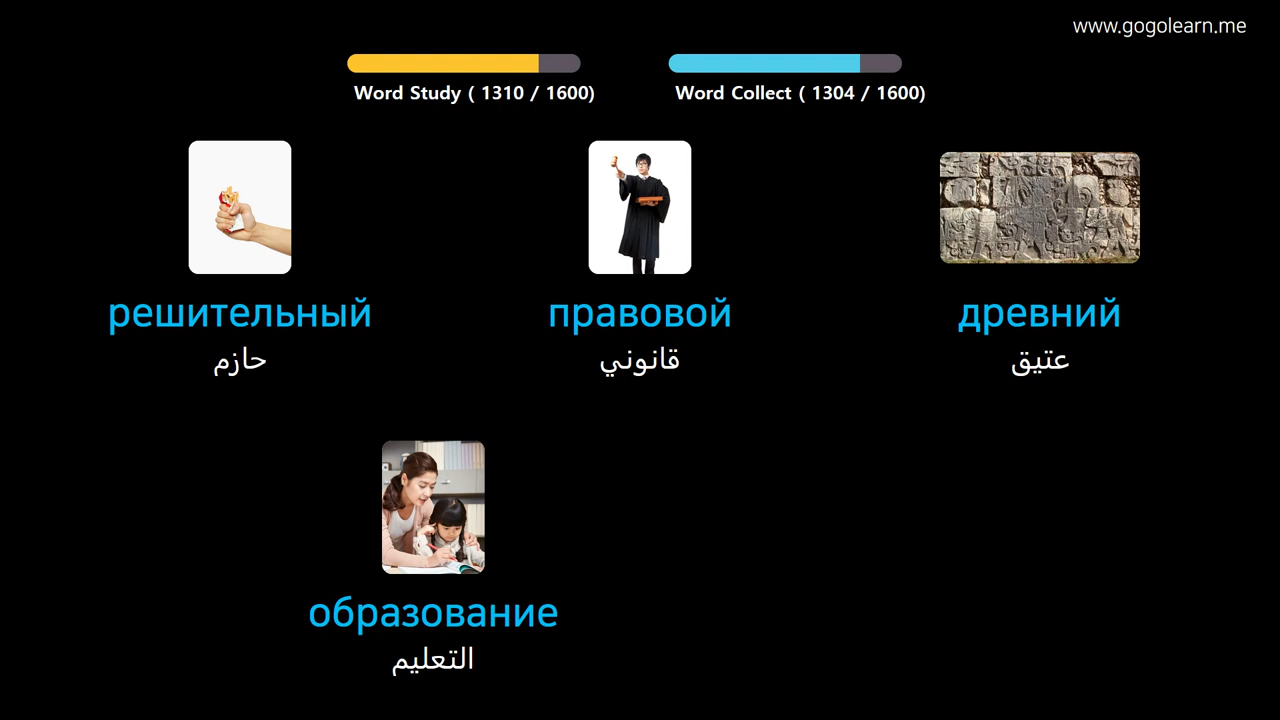 www.gogolearn.me
Word Study ( 1310 / 1600)
Word Collect ( 1304 / 1600)
решительный
حازم
правовой
قانوني
древний
عتيق
образование
التعليم